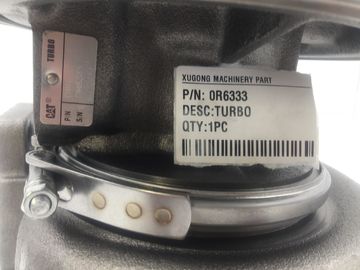 XUGONG MACHINERY PART
P/N: 0R6333
DESC:TURBO
QTY:1PC
CAT® TURBO
P/N
S/N